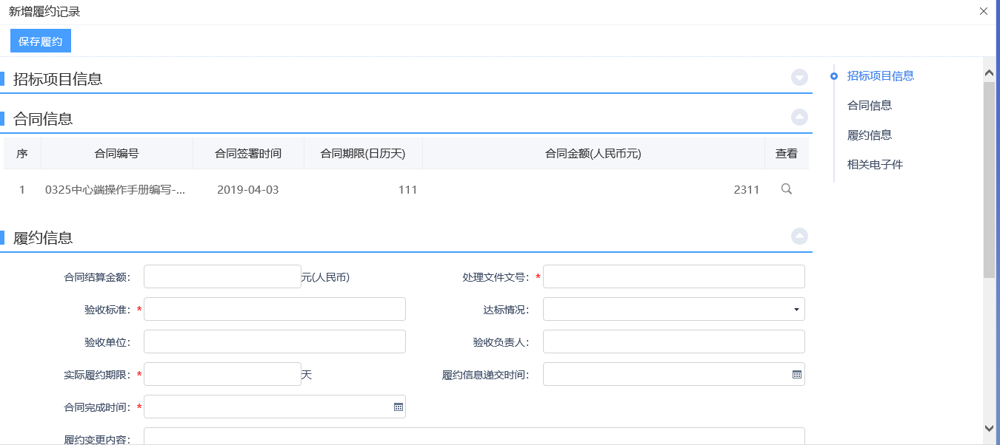 新增履约记录
保存履约
招标项目信息
招标项目信息
合同信息
合同信息
履约信息
相关电子件
序 合同编号 合同签署时间 合同期限(日历天) 合同金额(人民币元) 查看
1 0325中心端操作手册编写-... 2019-04-03 111 2311
履约信息
合同结算金额： 元(人民币) 处理文件文号： *
验收标准： * 达标情况：
验收单位： 验收负责人：
实际履约期限： * 天 履约信息递交时间：
合同完成时间： *
履约变更内容：